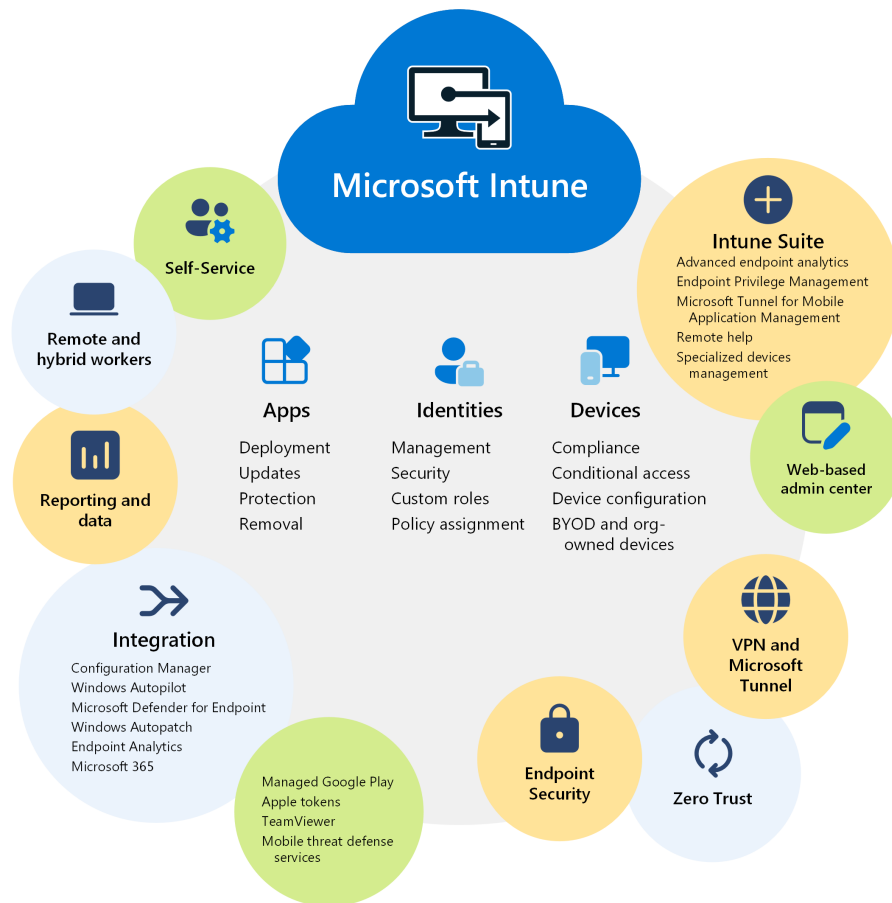 Microsoft Intune
Self-Service
Remote and
hybrid workers
Reporting and
data
Integration
Configuration Manager
Windows Autopilot
Microsoft Defender for Endpoint
Windows Autopatch
Endpoint Analytics
Microsoft 365
Managed Google Play
Apple tokens
TeamViewer
Mobile threat defense
services
Apps
Deployment
Updates
Protection
Removal
Identities
Management
Security
Custom roles
Policy assignment
Devices
Compliance
Conditional access
Device configuration
BYOD and org-
owned devices
Intune Suite
Advanced endpoint analytics
Endpoint Privilege Management
Microsoft Tunnel for Mobile
Application Management
Remote help
Specialized devices
management
Web-based
admin center
VPN and
Microsoft
Tunnel
Zero Trust
Endpoint
Security